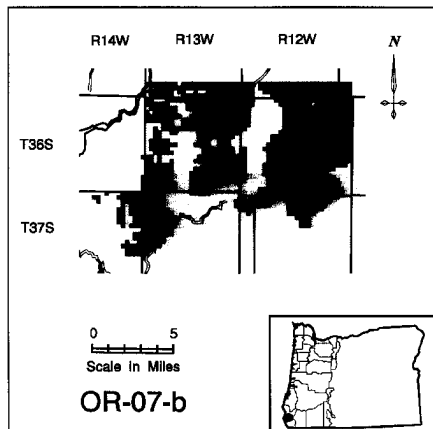 R14W R13W R12W
N
T36S
T37S
0 5
Scale in Miles
OR-07-b